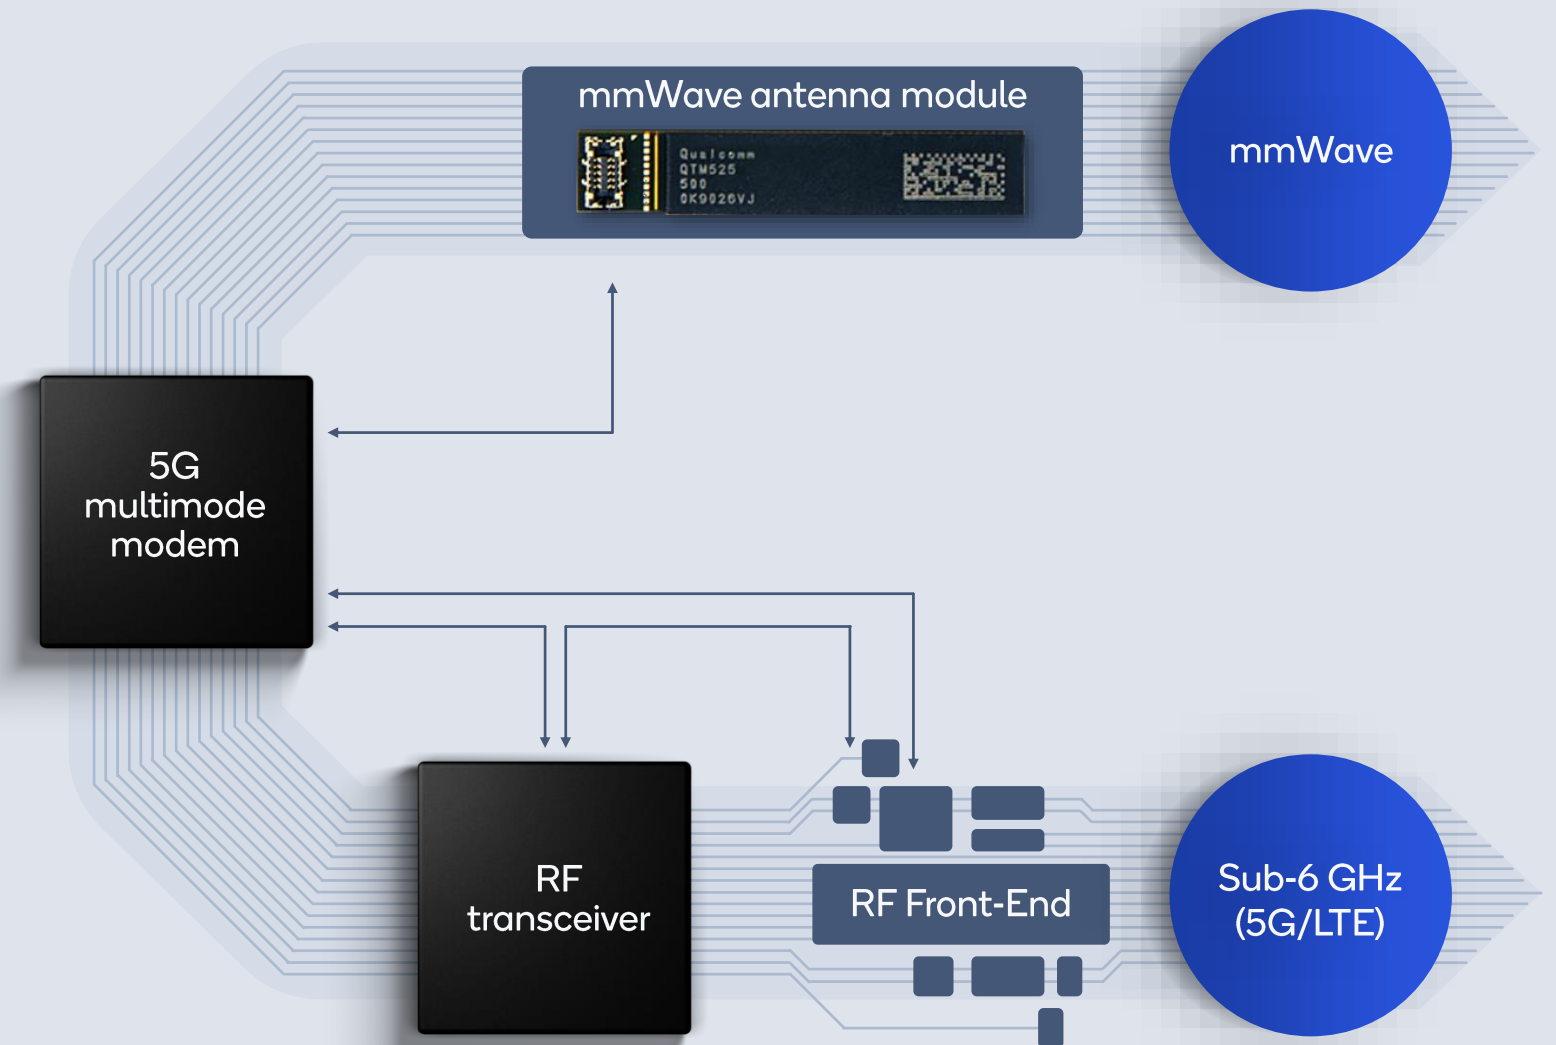 mmWave antenna module
Qualcomm
QTM525
500
0K9026VJ
mmWave
5G
multimode
modem
RF
transceiver
RF Front-End
Sub-6 GHz
(5G/LTE)